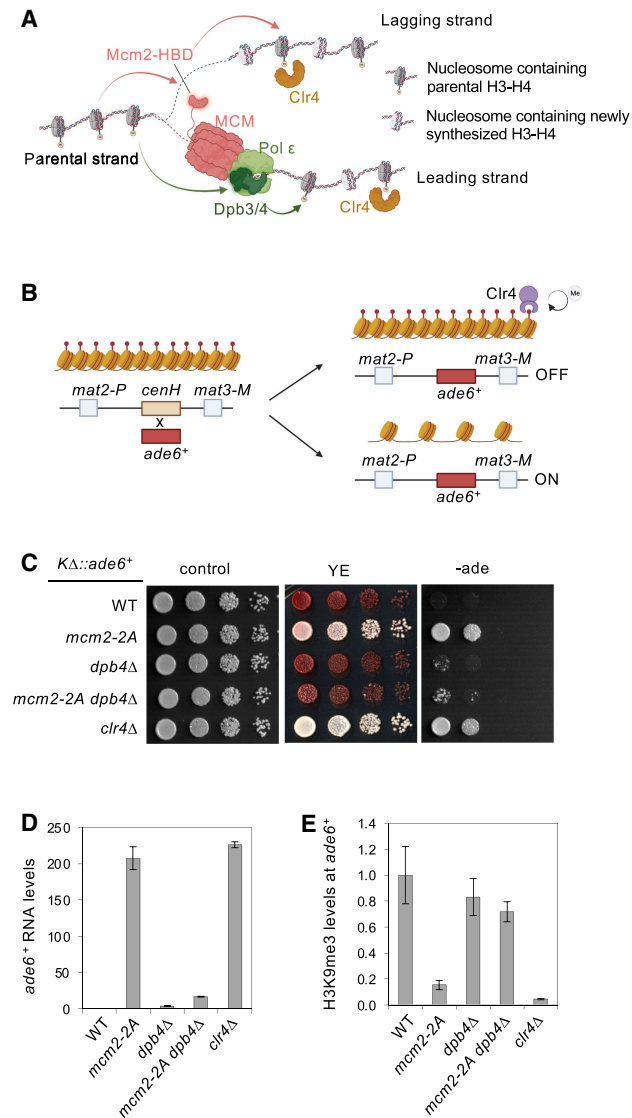 A
Lagging strand
Mcm2-HBD
Clr4
Nucleosome containing
parental H3-H4
MCM
Nucleosome containing newly
synthesized H3-H4
Parental strand
Pol ε
Leading strand
Dpb3/4
Clr4
B
Clr4
Me
mat2-P cenH mat3-M
x
ade6+
mat2-P mat3-M
OFF
ade6+
mat2-P mat3-M
ON
ade6+
C
KΔ::ade6+ control YE -ade
WT
mcm2-2A
dpb4Δ
mcm2-2A dpb4Δ
clr4Δ
D
ade6+ RNA levels
250
200
150
100
50
0
WT
mcm2-2A
dpb4Δ
mcm2-2A dpb4Δ
clr4Δ
E
H3K9me3 levels at ade6+
1.4
1.2
1.0
0.8
0.6
0.4
0.2
0.0
WT
mcm2-2A
dpb4Δ
mcm2-2A dpb4Δ
clr4Δ